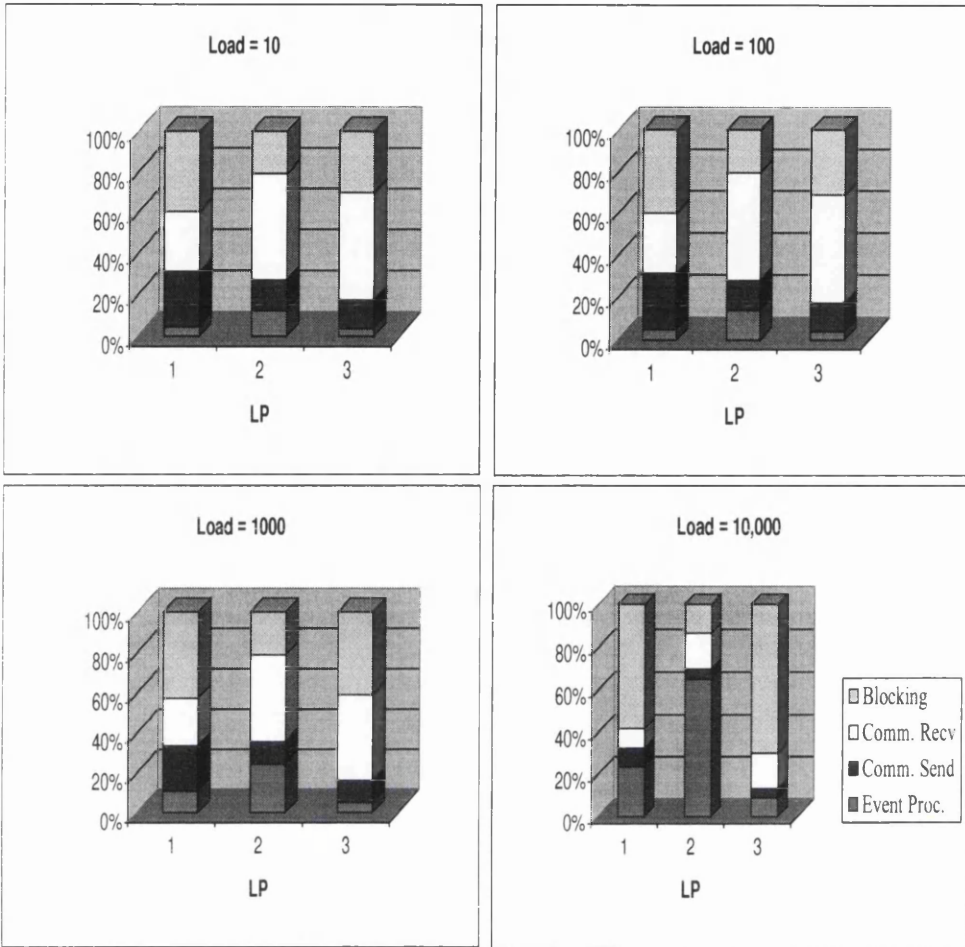 Load = 10
100%
80%
60%
40%
20%
0%
1 2 3
LP
Load = 100
100%
80%
60%
40%
20%
0%
1 2 3
LP
Load = 1000
100%
80%
60%
40%
20%
0%
1 2 3
LP
Load = 10,000
100%
80%
60%
40%
20%
0%
1 2 3
LP
Blocking
Comm. Recv
Comm. Send
Event Proc.